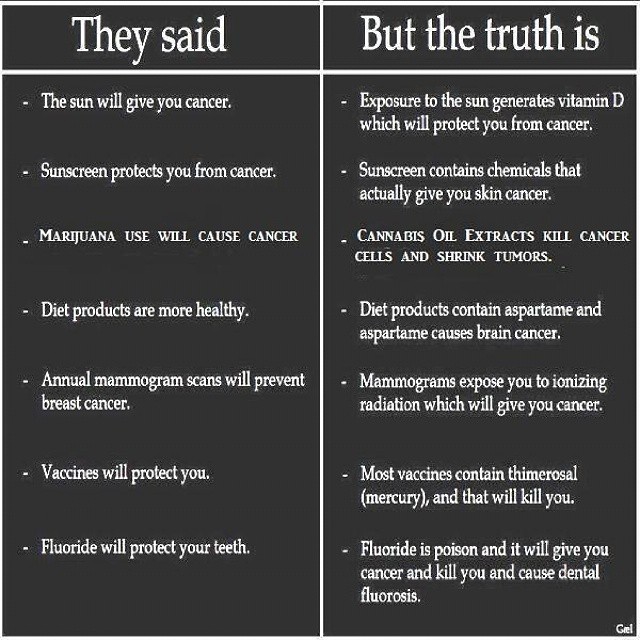 They said
- The sun will give you cancer.
- Sunscreen protects you from cancer.
- MARIJUANA USE WILL CAUSE CANCER
- Diet products are more healthy.
- Annual mammogram scans will prevent
breast cancer.
- Vaccines will protect you.
- Fluoride will protect your teeth.
But the truth is
- Exposure to the sun generates vitamin D
which will protect you from cancer.
- Sunscreen contains chemicals that
actually give you skin cancer.
- CANNABIS OIL EXTRACTS KILL CANCER
CELLS AND SHRINK TUMORS.
- Diet products contain aspartame and
aspartame causes brain cancer.
- Mammograms expose you to ionizing
radiation which will give you cancer.
- Most vaccines contain thimerosal
(mercury), and that will kill you.
- Fluoride is poison and it will give you
cancer and kill you and cause dental
fluorosis.